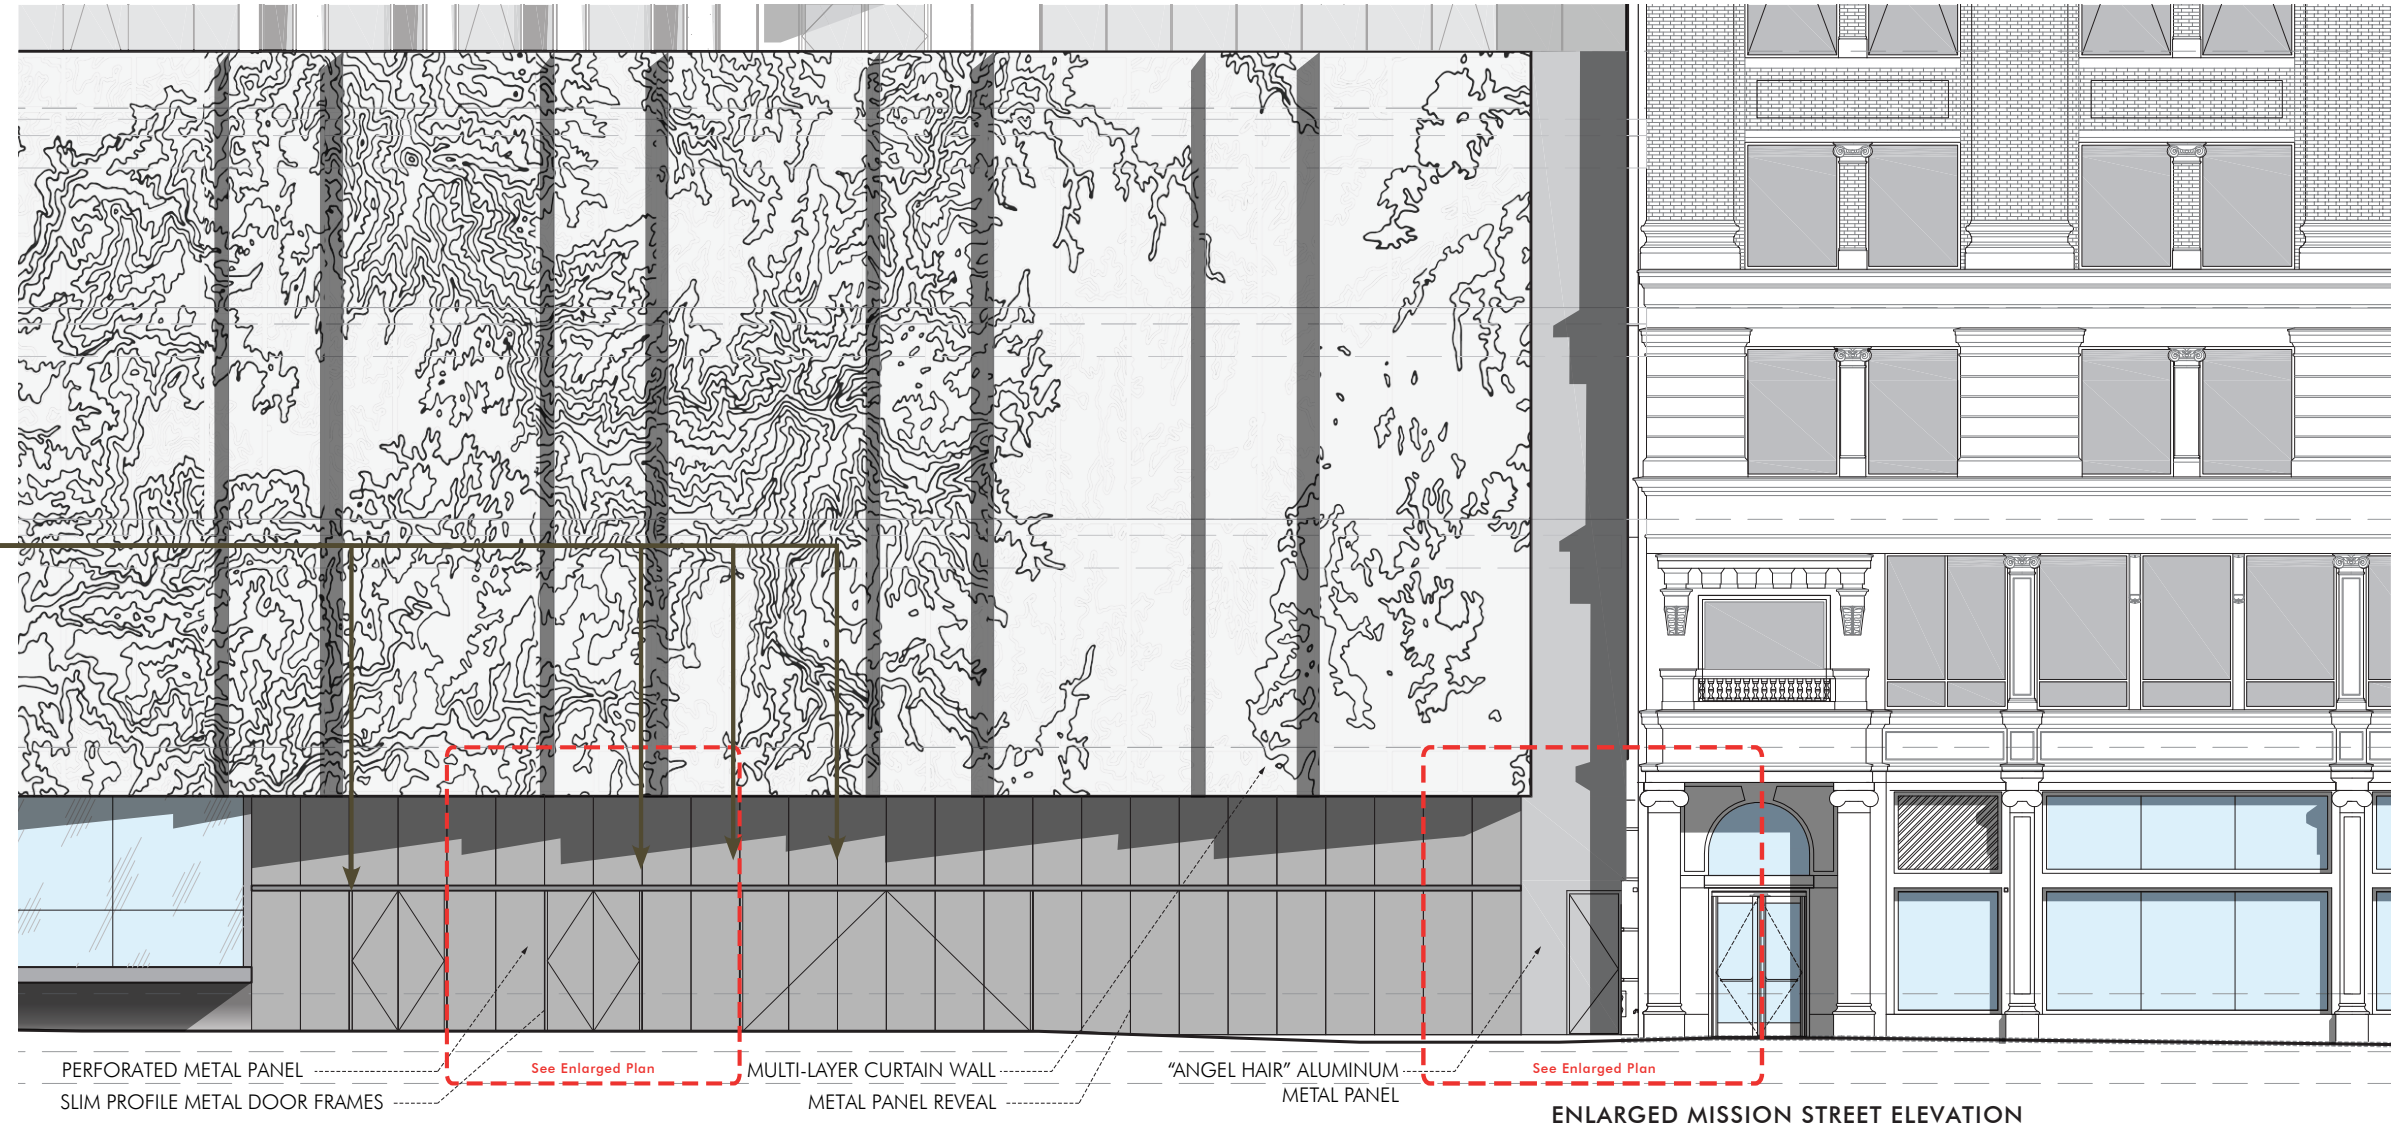 PERFORATED METAL PANEL
SLIM PROFILE METAL DOOR FRAMES
See Enlarged Plan
MULTI-LAYER CURTAIN WALL
METAL PANEL REVEAL
“ANGEL HAIR” ALUMINUM
METAL PANEL
See Enlarged Plan
ENLARGED MISSION STREET ELEVATION